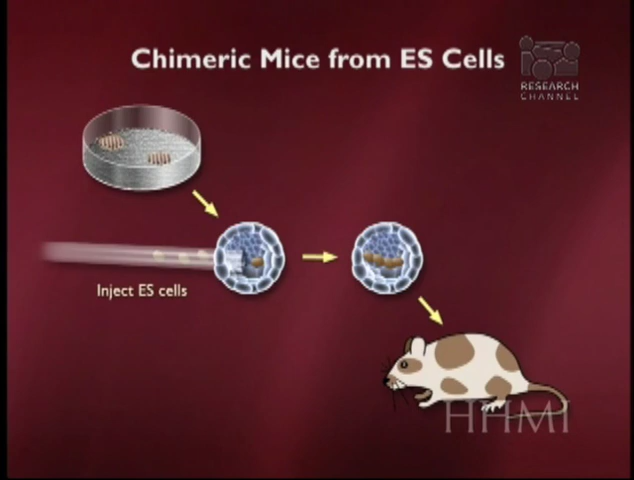 Chimeric Mice from ES Cells
RESEARCH
CHANNEL
Inject ES cells
HHMI